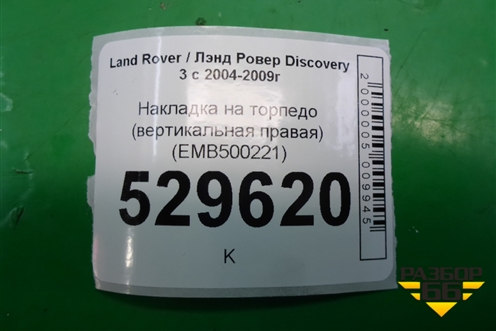 Land Rover / Лэнд Ровер Discovery
3 с 2004-2009г
Накладка на торпедо
(вертикальная правая)
(EMB500221)
529620
К
2000005009945
РАЗБОР
66